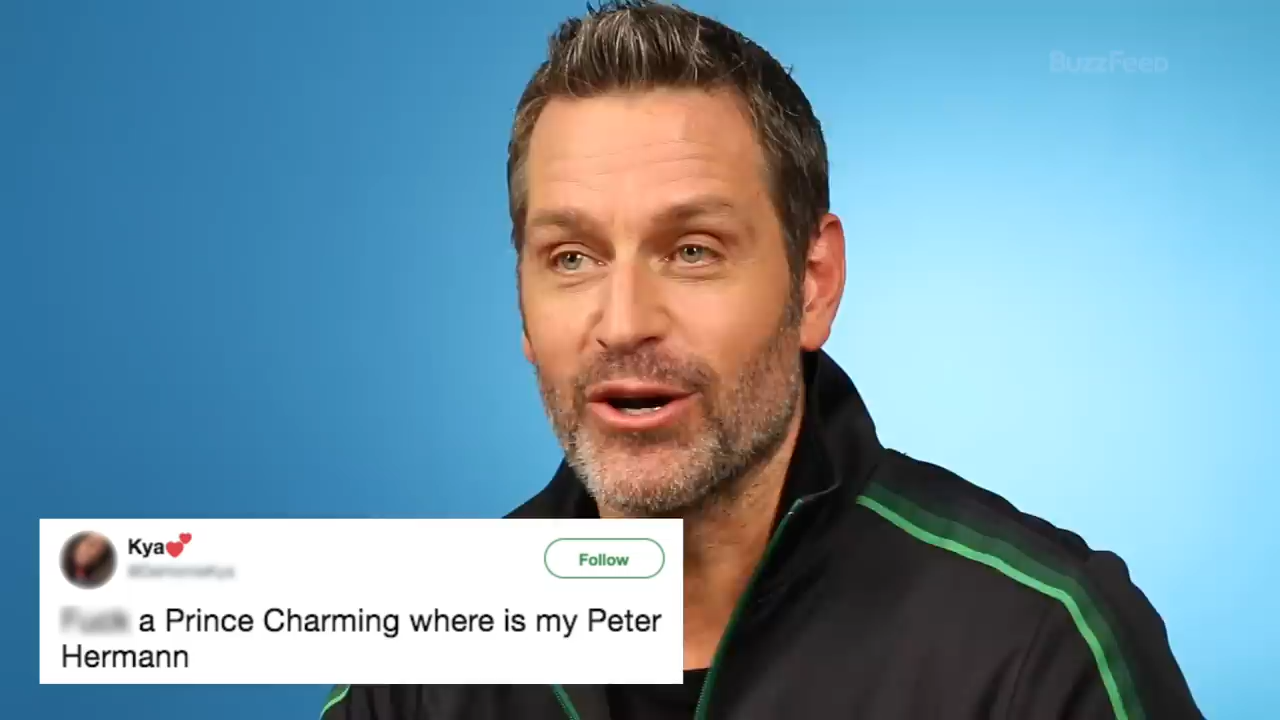 BuzzFeed
Kya💕
Follow
a Prince Charming where is my Peter
Hermann